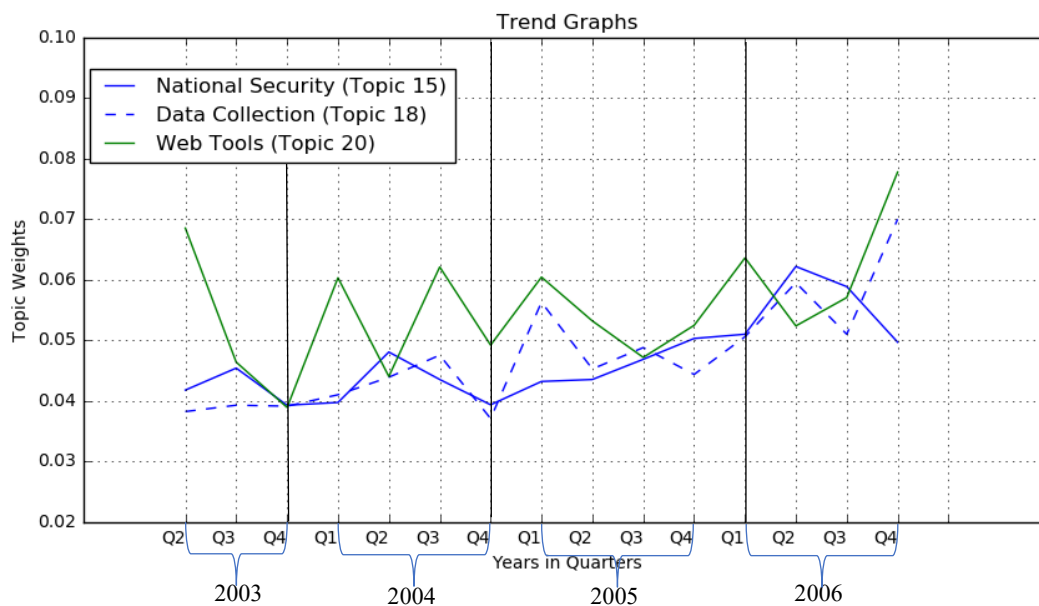 Trend Graphs
0.10
0.09
0.08
0.07
0.06
0.05
0.04
0.03
0.02
Topic Weights
National Security (Topic 15)
Data Collection (Topic 18)
Web Tools (Topic 20)
Q2 Q3 Q4 Q1 Q2 Q3 Q4 Q1 Q2 Q3 Q4 Q1 Q2 Q3 Q4
Years in Quarters
2003 2004 2005 2006